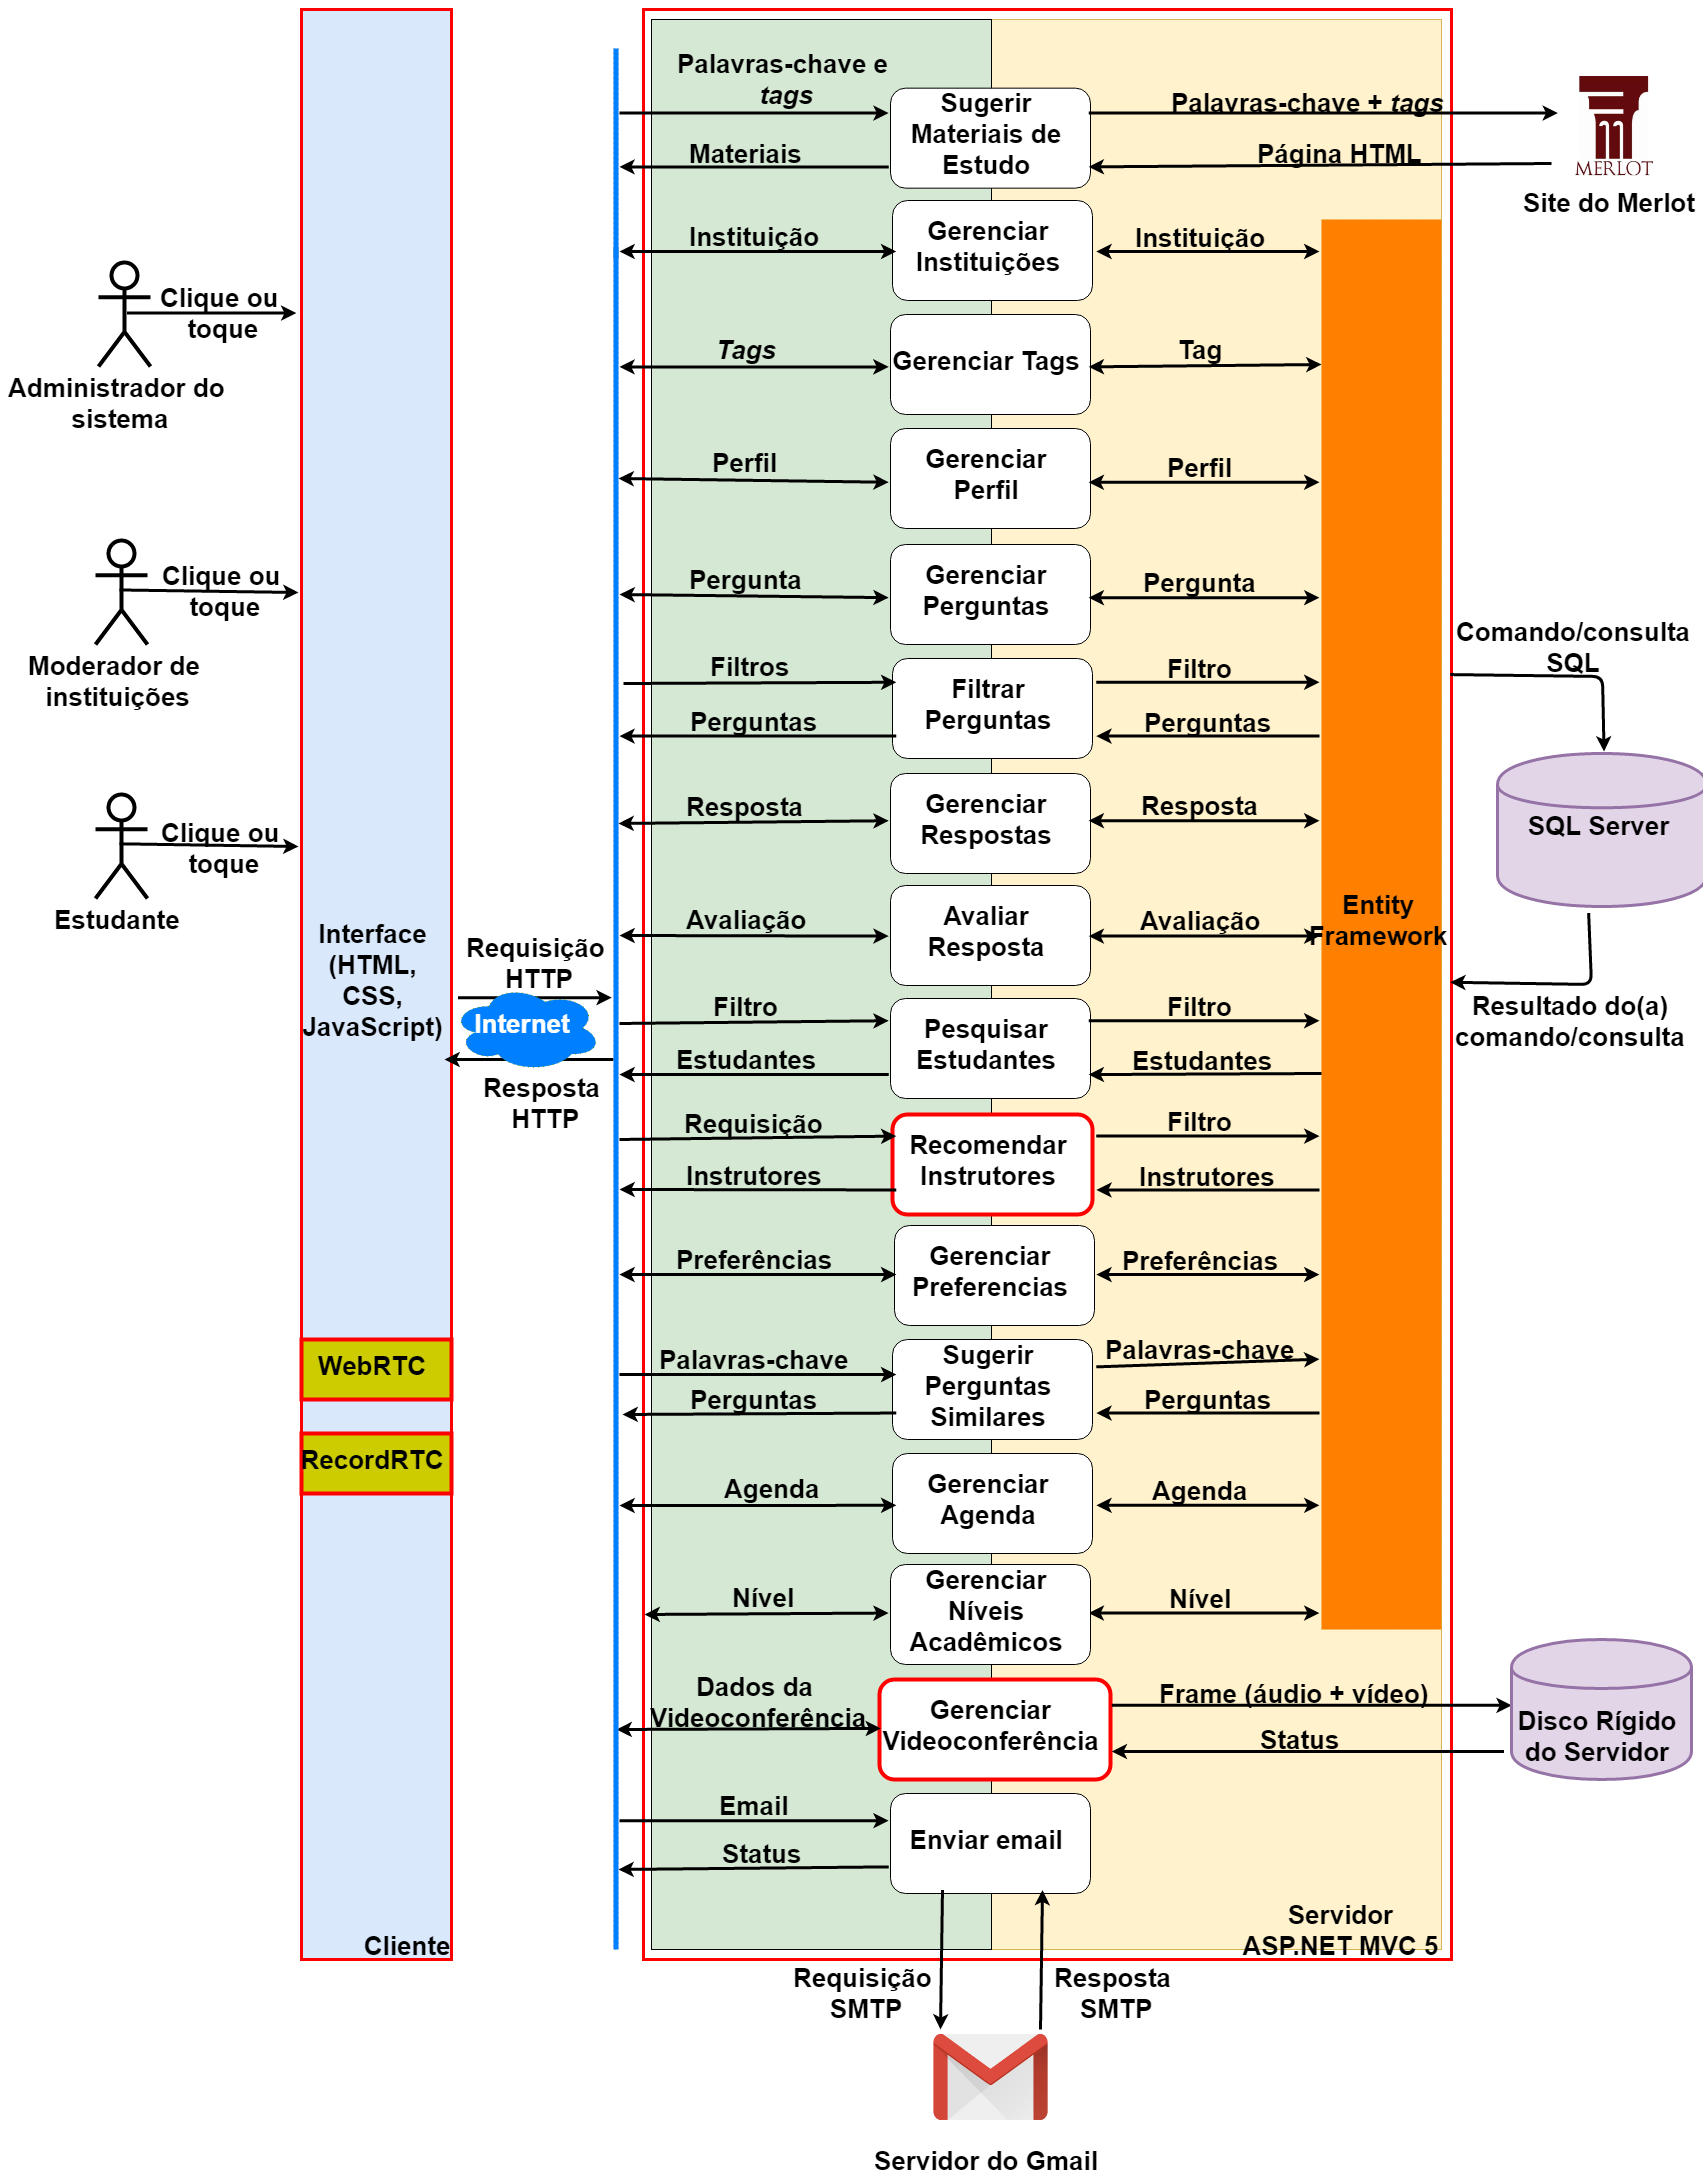 Palavras-chave e
tags
Sugerir
Materiais de
Estudo
Palavras-chave + tags
Materiais
Página HTML
MERLOT
Site do Merlot
Instituição
Gerenciar
Instituições
Instituição
Clique ou
toque
Administrador do
sistema
Tags
Gerenciar Tags
Tag
Perfil
Gerenciar
Perfil
Perfil
Clique ou
toque
Moderador de
instituições
Pergunta
Gerenciar
Perguntas
Pergunta
Comando/consulta
SQL
Filtros
Filtrar
Perguntas
Filtro
Perguntas
Perguntas
SQL Server
Clique ou
toque
Estudante
Resposta
Gerenciar
Respostas
Resposta
Interface
(HTML,
CSS,
JavaScript)
Requisição
HTTP
Internet
Resposta
HTTP
Avaliação
Avaliar
Resposta
Avaliação
Entity
Framework
Resultado do(a)
comando/consulta
Filtro
Pesquisar
Estudantes
Filtro
Estudantes
Estudantes
Requisição
Recomendar
Instrutores
Filtro
Instrutores
Instrutores
Preferências
Gerenciar
Preferencias
Preferências
WebRTC
Palavras-chave
Sugerir
Perguntas
Similares
Palavras-chave
Perguntas
Perguntas
RecordRTC
Agenda
Gerenciar
Agenda
Agenda
Nível
Gerenciar
Níveis
Acadêmicos
Nível
Dados da
Videoconferência
Gerenciar
Videoconferência
Frame (áudio + vídeo)
Status
Disco Rígido
do Servidor
Email
Enviar email
Status
Cliente
Servidor
ASP.NET MVC 5
Requisição
SMTP
Resposta
SMTP
Servidor do Gmail